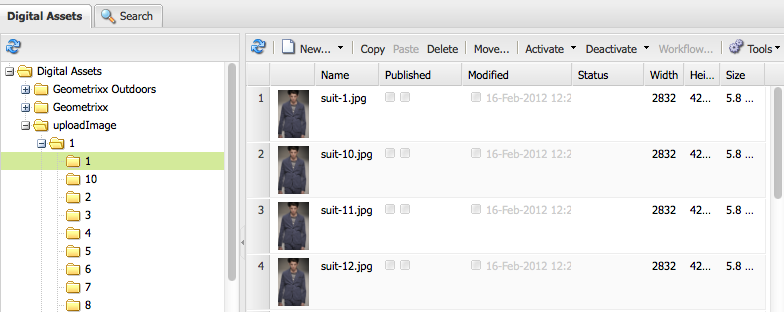 Digital Assets Search
New... Copy Paste Delete Move... Activate Deactivate Workflow... Tools
Digital Assets
Geometrixx Outdoors
Geometrixx
uploadImage
1
1
10
2
3
4
5
6
7
8
Name Published Modified Status Width Hei... Size
1 suit-1.jpg 16-Feb-2012 12:2 2832 42... 5.8 ...
2 suit-10.jpg 16-Feb-2012 12:2 2832 42... 5.8 ...
3 suit-11.jpg 16-Feb-2012 12:2 2832 42... 5.8 ...
4 suit-12.jpg 16-Feb-2012 12:2 2832 42... 5.8 ...